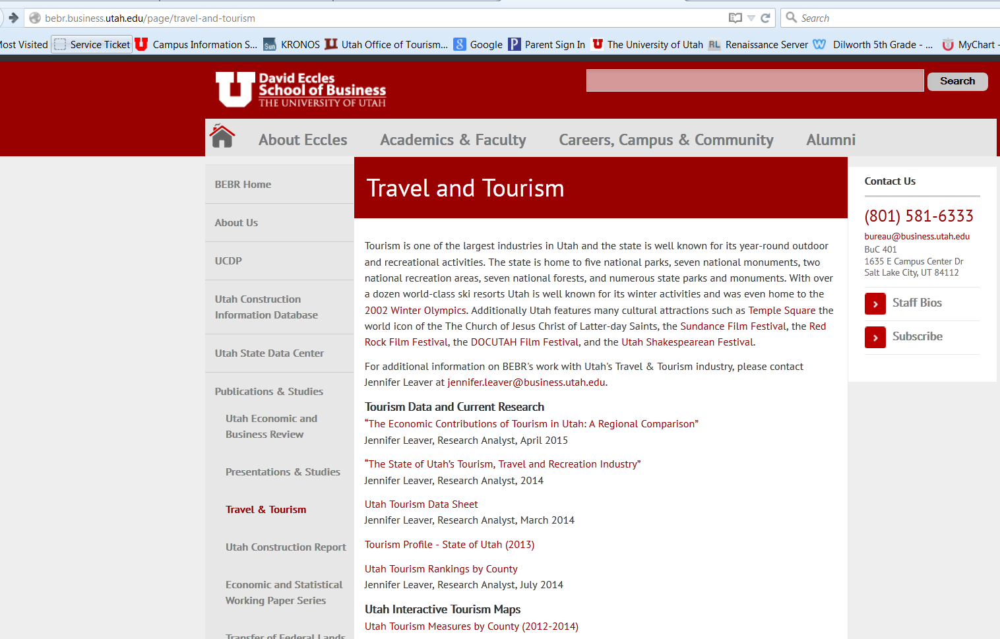 bebr.business.utah.edu/page/travel-and-tourism
Search
Most Visited Service Ticket Campus Information S... KRONOS Utah Office of Tourism... Google Parent Sign In The University of Utah Renaissance Server Dilworth 5th Grade - ... MyChart -
David Eccles
School of Business
THE UNIVERSITY OF UTAH
Search
About Eccles Academics & Faculty Careers, Campus & Community Alumni
BEBR Home
About Us
UCDP
Utah Construction
Information Database
Utah State Data Center
Publications & Studies
Utah Economic and
Business Review
Presentations & Studies
Travel & Tourism
Utah Construction Report
Economic and Statistical
Working Paper Series
Transfer of Federal Lands
Travel and Tourism
Tourism is one of the largest industries in Utah and the state is well known for its year-round outdoor
and recreational activities. The state is home to five national parks, seven national monuments, two
national recreation areas, seven national forests, and numerous state parks and monuments. With over
a dozen world-class ski resorts Utah is well known for its winter activities and was even home to the
2002 Winter Olympics. Additionally Utah features many cultural attractions such as Temple Square the
world icon of the The Church of Jesus Christ of Latter-day Saints, the Sundance Film Festival, the Red
Rock Film Festival, the DOCUTAH Film Festival, and the Utah Shakespearean Festival.
For additional information on BEBR's work with Utah's Travel & Tourism industry, please contact
Jennifer Leaver at jennifer.leaver@business.utah.edu.
Tourism Data and Current Research
“The Economic Contributions of Tourism in Utah: A Regional Comparison”
Jennifer Leaver, Research Analyst, April 2015
“The State of Utah’s Tourism, Travel and Recreation Industry”
Jennifer Leaver, Research Analyst, 2014
Utah Tourism Data Sheet
Jennifer Leaver, Research Analyst, March 2014
Tourism Profile - State of Utah (2013)
Utah Tourism Rankings by County
Jennifer Leaver, Research Analyst, July 2014
Utah Interactive Tourism Maps
Utah Tourism Measures by County (2012-2014)
Contact Us
(801) 581-6333
bureau@business.utah.edu
BuC 401
1635 E Campus Center Dr
Salt Lake City, UT 84112
Staff Bios
Subscribe